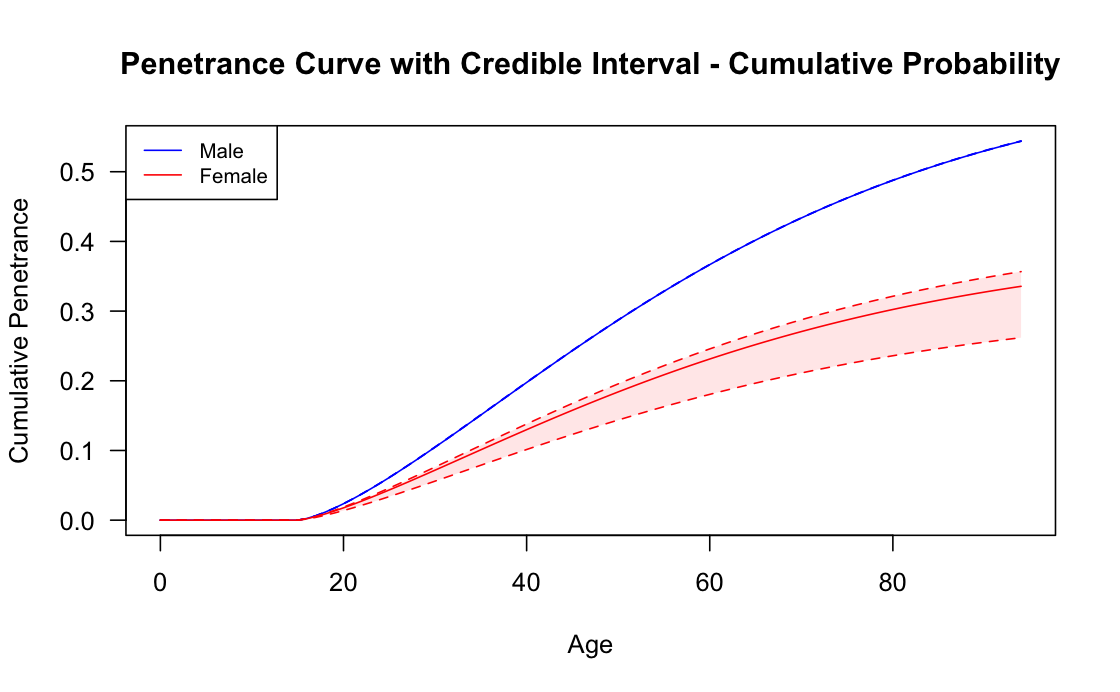 Penetrance Curve with Credible Interval - Cumulative Probability
Male
Female
Cumulative Penetrance
0.5
0.4
0.3
0.2
0.1
0.0
0 20 40 60 80
Age